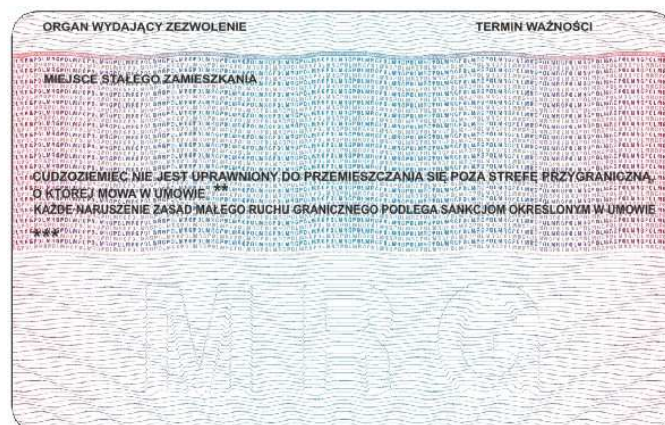 ORGAN WYDAJĄCY ZEZWOLENIE TERMIN WAŻNOŚCI
MIEJSCE STAŁEGO ZAMIESZKANIA
CUDZOZIEMIEC NIE JEST UPRAWNIONY DO PRZEMIESZCZANIA SIĘ POZA STREFĘ PRZYGRANICZNĄ,
O KTÓREJ MOWA W UMOWIE **
KAŻDE NARUSZENIE ZASAD MAŁEGO RUCHU GRANICZNEGO PODLEGA SANKCJOM OKREŚLONYM W UMOWIE
***
MRG